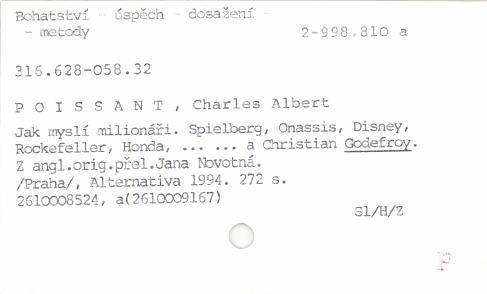 Bohatství - úspěch - dosažení -
- metody
2-998.810 a
316.628-058.32
P O I S S A N T , Charles Albert
Jak myslí milionáři. Spielberg, Onassis, Disney,
Rockefeller, Honda, ... ... a Christian Godefroy.
Z angl.orig.přel.Jana Novotná.
/Praha/, Alternativa 1994. 272 s.
2610008524, a(2610009167)
Sl/H/Z